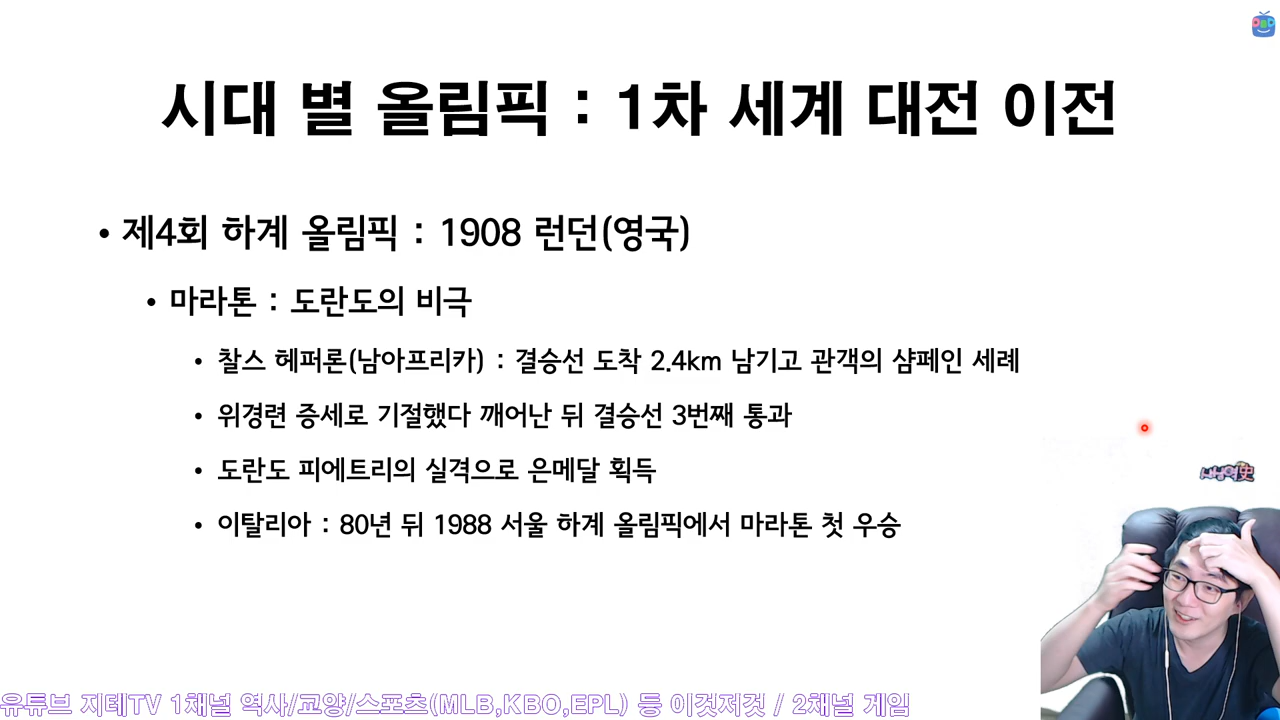 시대 별 올림픽 : 1차 세계 대전 이전
• 제4회 하계 올림픽 : 1908 런던(영국)
• 마라톤 : 도란도의 비극
• 찰스 헤퍼론(남아프리카) : 결승선 도착 2.4km 남기고 관객의 샴페인 세례
• 위경련 증세로 기절했다 깨어난 뒤 결승선 3번째 통과
• 도란도 피에트리의 실격으로 은메달 획득
• 이탈리아 : 80년 뒤 1988 서울 하계 올림픽에서 마라톤 첫 우승
유튜브 지테TV 1채널 역사/교양/스포츠(MLB,KBO,EPL) 등 이것저것 / 2채널 게임